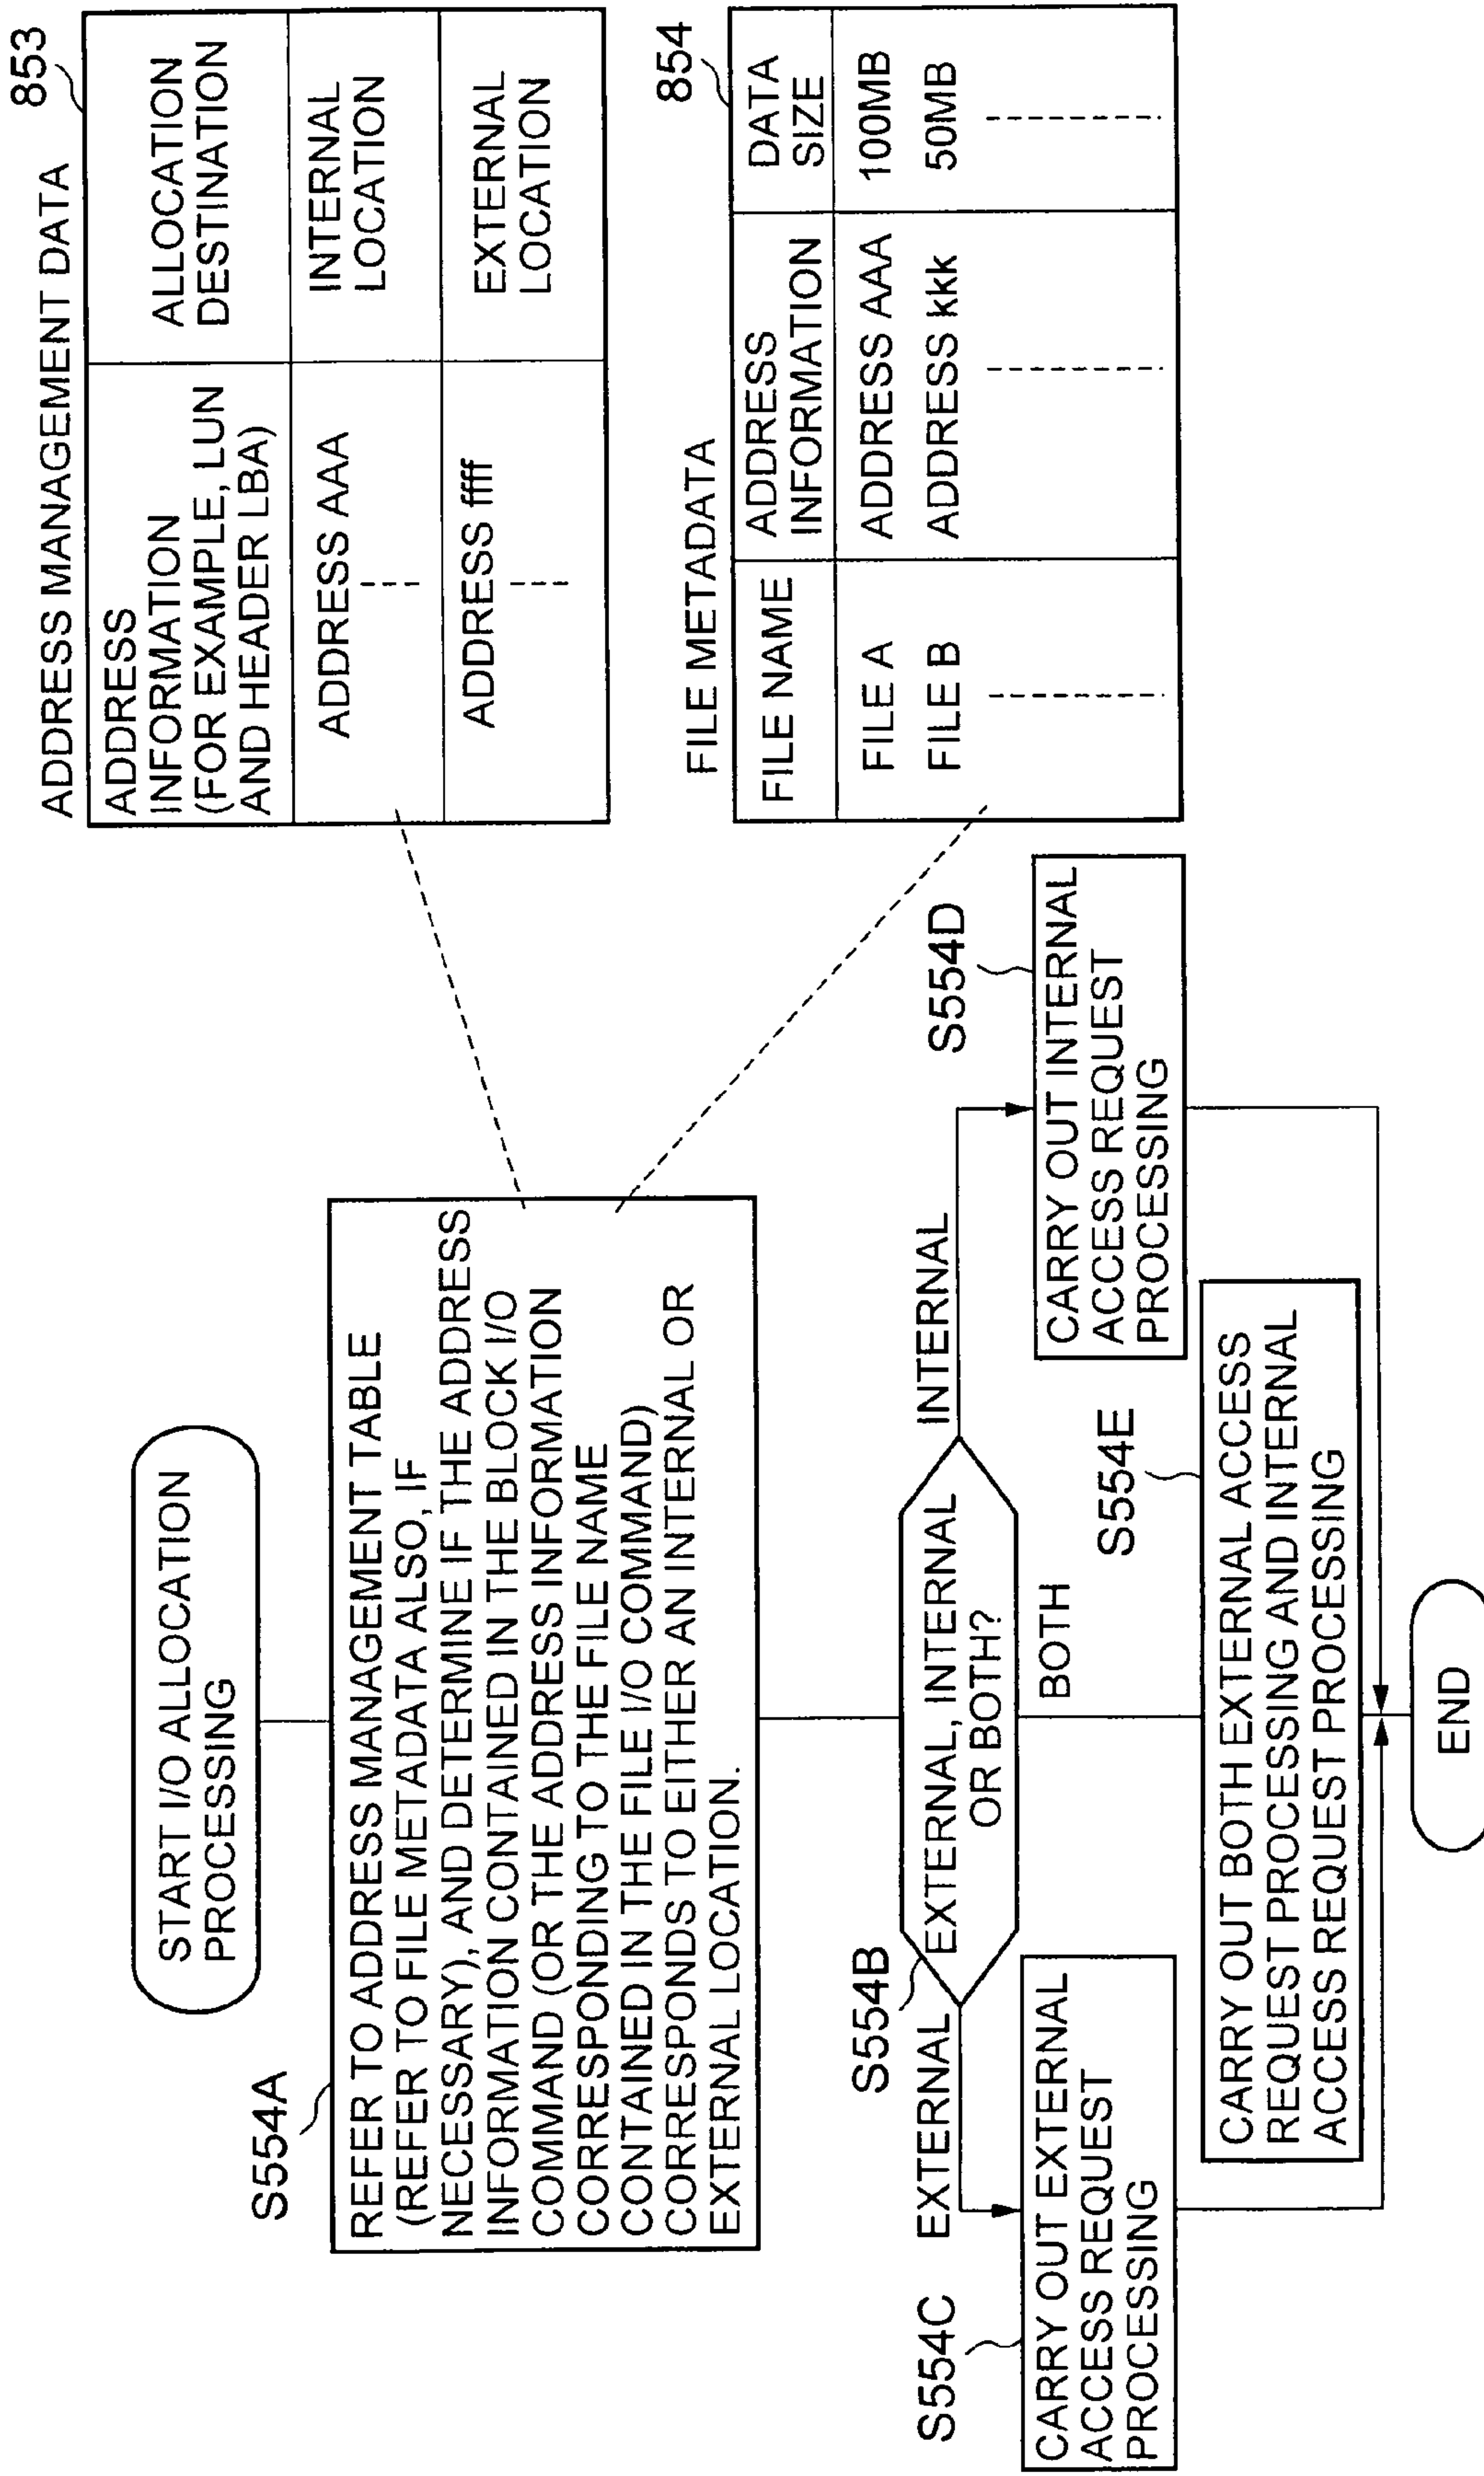 START I/O ALLOCATION
PROCESSING
S554A
REFER TO ADDRESS MANAGEMENT TABLE
(REFER TO FILE METADATA ALSO, IF
NECESSARY), AND DETERMINE IF THE ADDRESS
INFORMATION CONTAINED IN THE BLOCK I/O
COMMAND (OR THE ADDRESS INFORMATION
CORRESPONDING TO THE FILE NAME
CONTAINED IN THE FILE I/O COMMAND)
CORRESPONDS TO EITHER AN INTERNAL OR
EXTERNAL LOCATION.
S554B
EXTERNAL, INTERNAL
OR BOTH?
EXTERNAL
INTERNAL
BOTH
S554C
CARRY OUT EXTERNAL
ACCESS REQUEST
PROCESSING
S554D
CARRY OUT INTERNAL
ACCESS REQUEST
PROCESSING
S554E
CARRY OUT BOTH EXTERNAL ACCESS
REQUEST PROCESSING AND INTERNAL
ACCESS REQUEST PROCESSING
END
ADDRESS MANAGEMENT DATA
853
ADDRESS
INFORMATION
(FOR EXAMPLE, LUN
AND HEADER LBA)
ALLOCATION
DESTINATION
ADDRESS AAA
INTERNAL
LOCATION
ADDRESS ffff
EXTERNAL
LOCATION
FILE METADATA
854
FILE NAME
ADDRESS
INFORMATION
DATA
SIZE
FILE A ADDRESS AAA 100MB
FILE B ADDRESS kkk 50MB